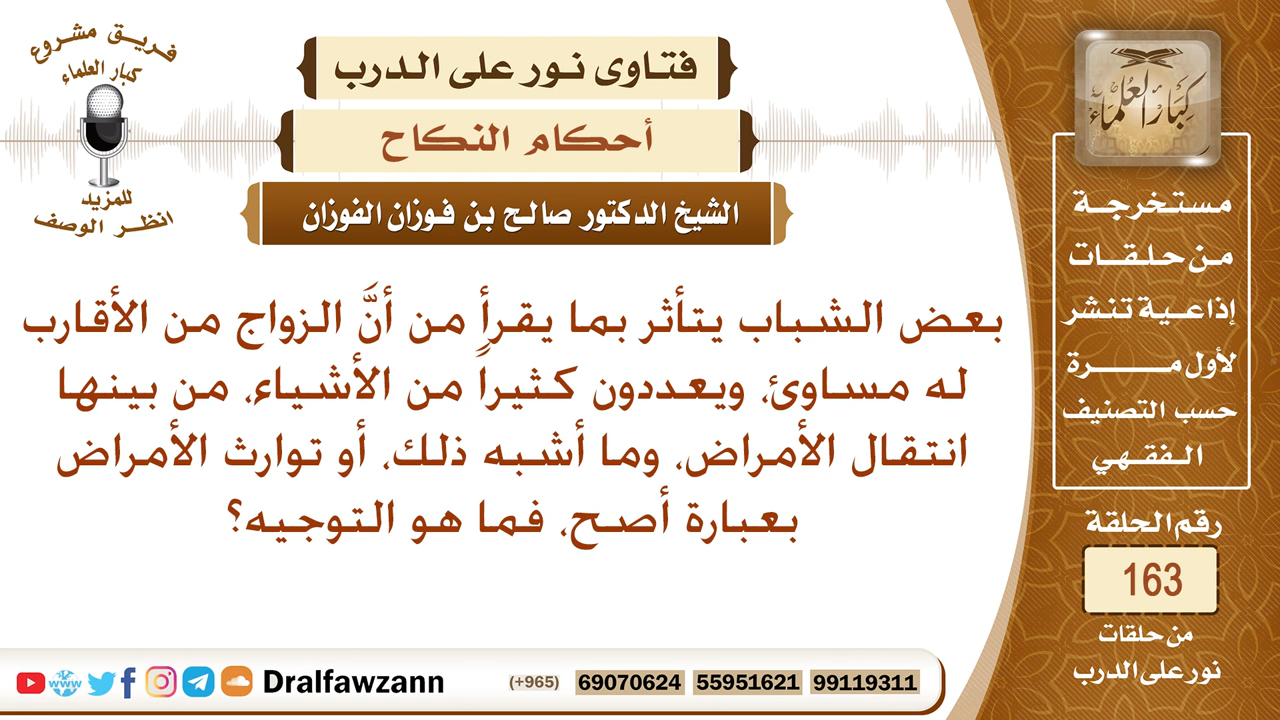 فريق مشروع
كبار العلماء
للمزيد
انظر الوصف
فتاوى نور على الدرب
أحكام النكاح
الشيخ الدكتور صالح بن فوزان الفوزان
بعض الشباب يتأثر بما يقرأ من أنَّ الزواج من الأقارب
له مساوئ، ويعددون كثيراً من الأشياء، من بينها
انتقال الأمراض، وما أشبه ذلك، أو توارث الأمراض
بعبارة أصح، فما هو التوجيه؟
كبار العلماء
مستخرجة
من حلقات
إذاعية تنشر
لأول مرة
حسب التصنيف
الفقهي
رقم الحلقة
163
من حلقات
نور على الدرب
www
Dralfawzann
(+965) 69070624 55951621 99119311